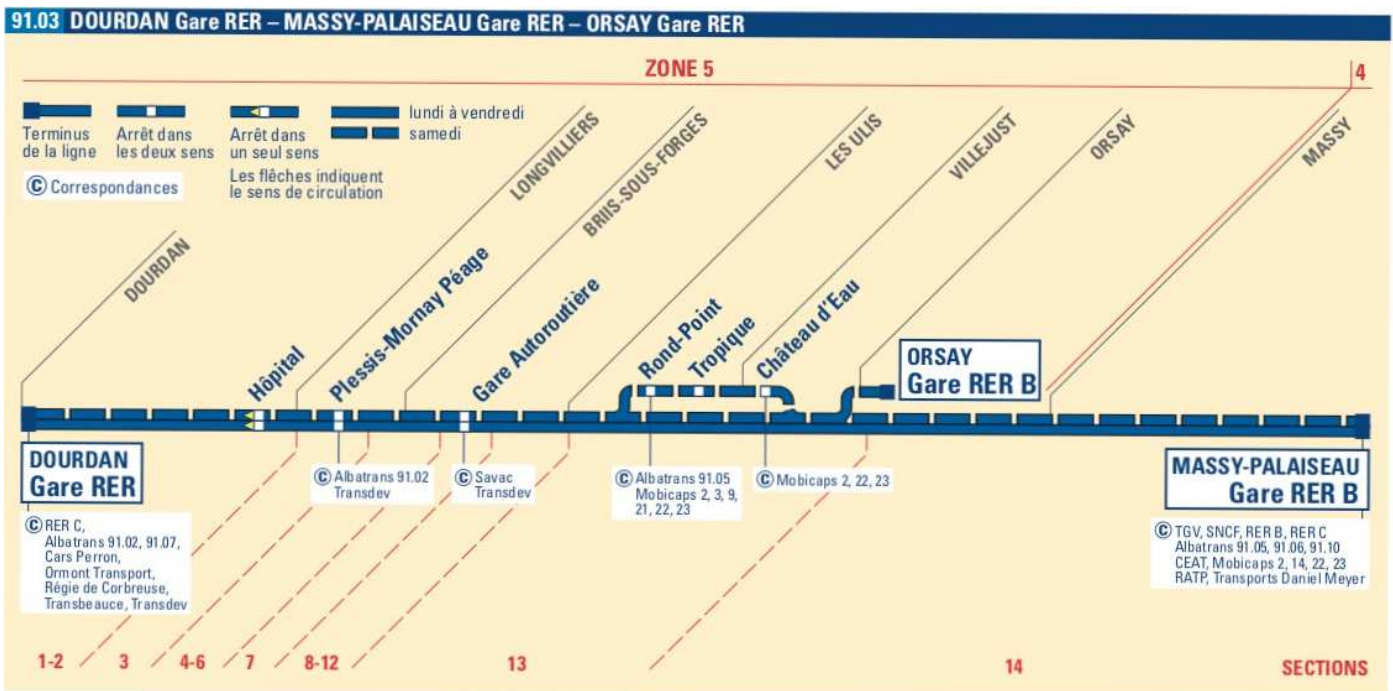 91.03 DOURDAN Gare RER – MASSY-PALAISEAU Gare RER – ORSAY Gare RER
ZONE 5
4
Terminus
de la ligne
Arrêt dans
les deux sens
Arrêt dans
un seul sens
Les flêches indiquent
le sens de circulation
lundi à vendredi
samedi
C Correspondances
DOURDAN
LONGVILLIERS
BRIIS-SOUS-FORGES
LES ULIS
VILLEJUST
ORSAY
MASSY
Hôpital
Plessis-Mornay Péage
Gare Autoroutière
Rond-Point
Tropique
Château d'Eau
ORSAY
Gare RER B
DOURDAN
Gare RER
C RER C,
Albatrans 91.02, 91.07,
Cars Perron,
Ormont Transport,
Régie de Corbreuse,
Transbeauce, Transdev
C Albatrans 91.02
Transdev
C Savac
Transdev
C Albatrans 91.05
Mobicaps 2, 3, 9,
21, 22, 23
C Mobicaps 2, 22, 23
MASSY-PALAISEAU
Gare RER B
C TGV, SNCF, RER B, RER C
Albatrans 91.05, 91.06, 91.10
CEAT, Mobicaps 2, 14, 22, 23
RATP, Transports Daniel Meyer
1-2
3
4-6
7
8-12
13
14
SECTIONS